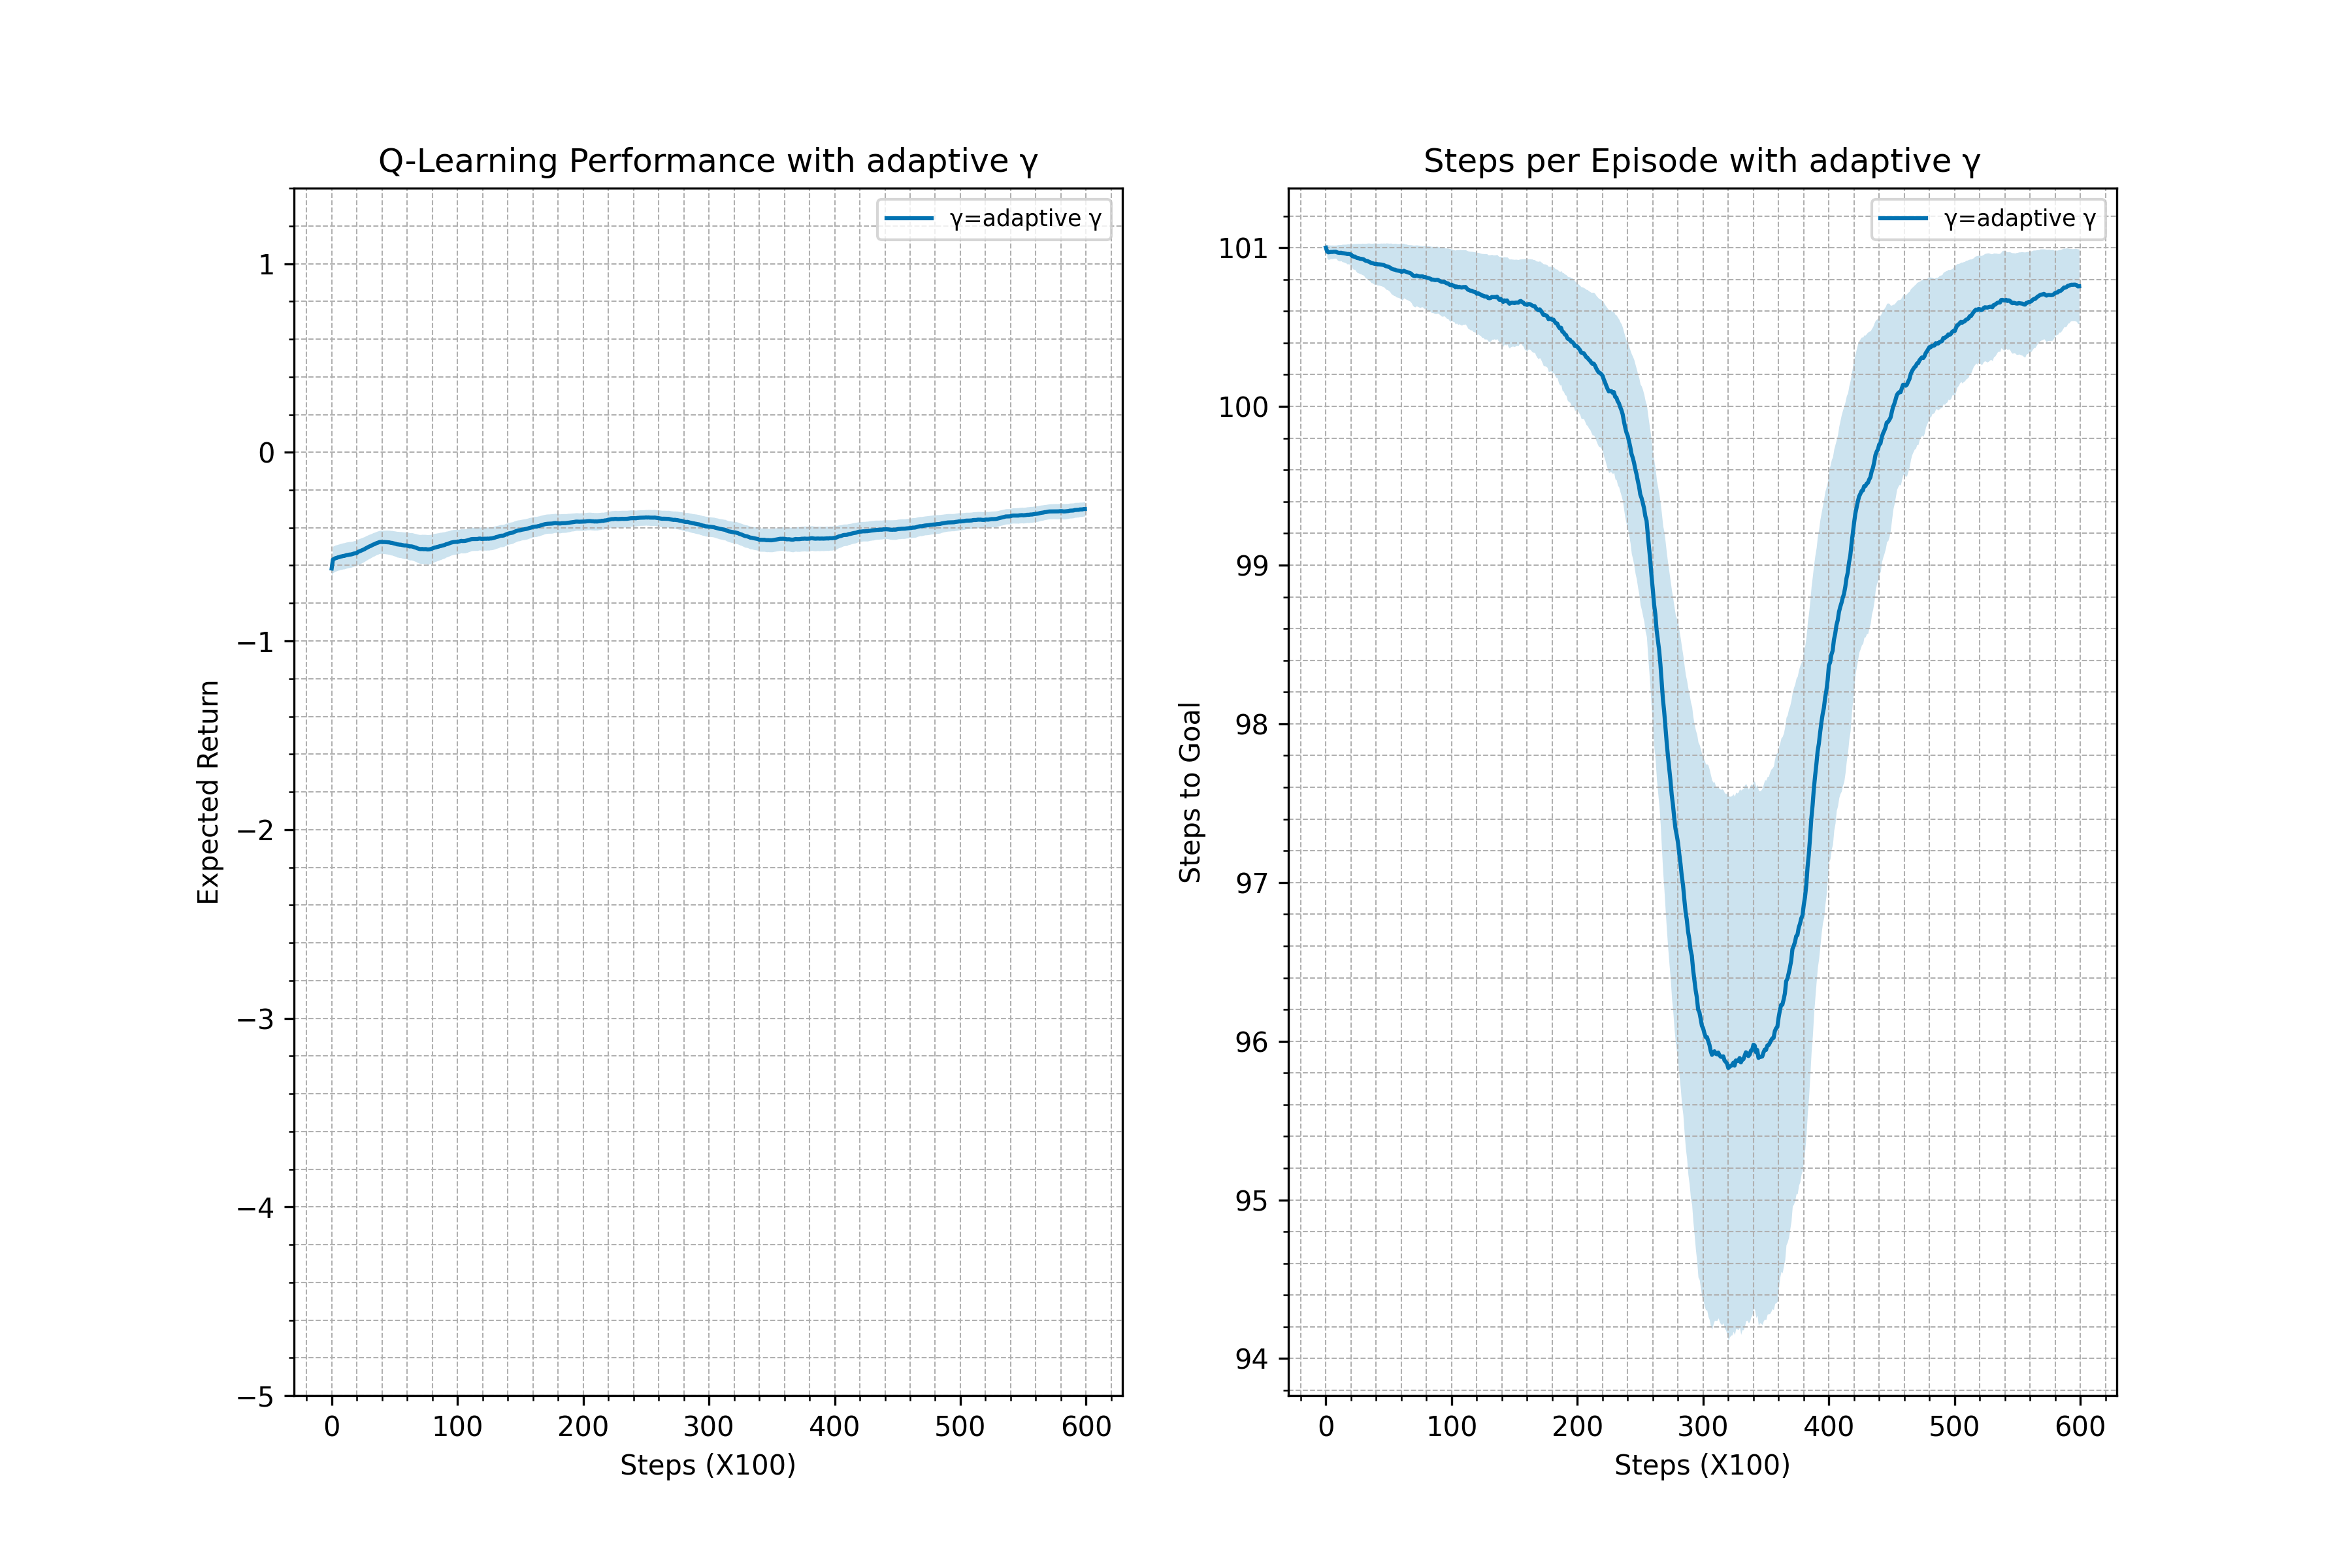 Q-Learning Performance with adaptive γ
γ=adaptive γ
1
0
−1
−2
−3
−4
−5
Expected Return
0 100 200 300 400 500 600
Steps (X100)
Steps per Episode with adaptive γ
γ=adaptive γ
101
100
99
98
97
96
95
94
Steps to Goal
0 100 200 300 400 500 600
Steps (X100)